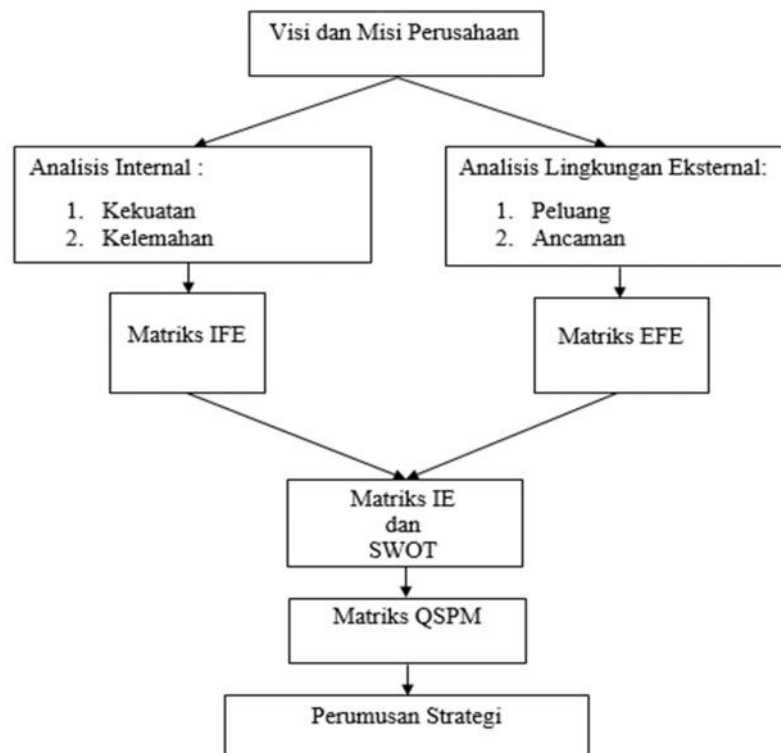 Visi dan Misi Perusahaan
Analisis Internal :
1. Kekuatan
2. Kelemahan
Analisis Lingkungan Eksternal:
1. Peluang
2. Ancaman
Matriks IFE
Matriks EFE
Matriks IE
dan
SWOT
Matriks QSPM
Perumusan Strategi